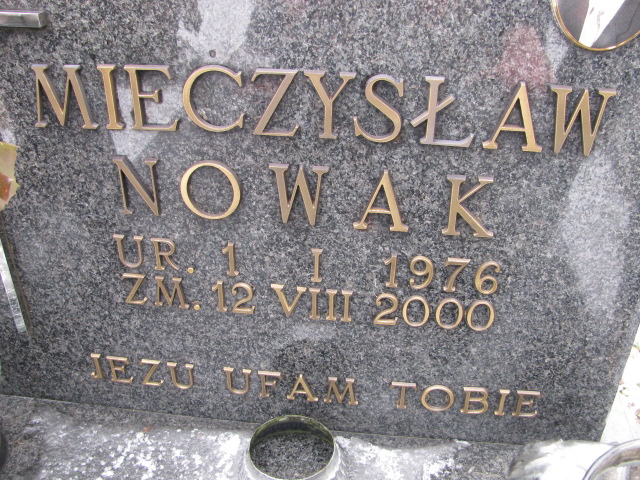 MIECZYSŁAW
NOWAK
UR. 1 I 1976
ZM. 12 VIII 2000
JEZU UFAM TOBIE